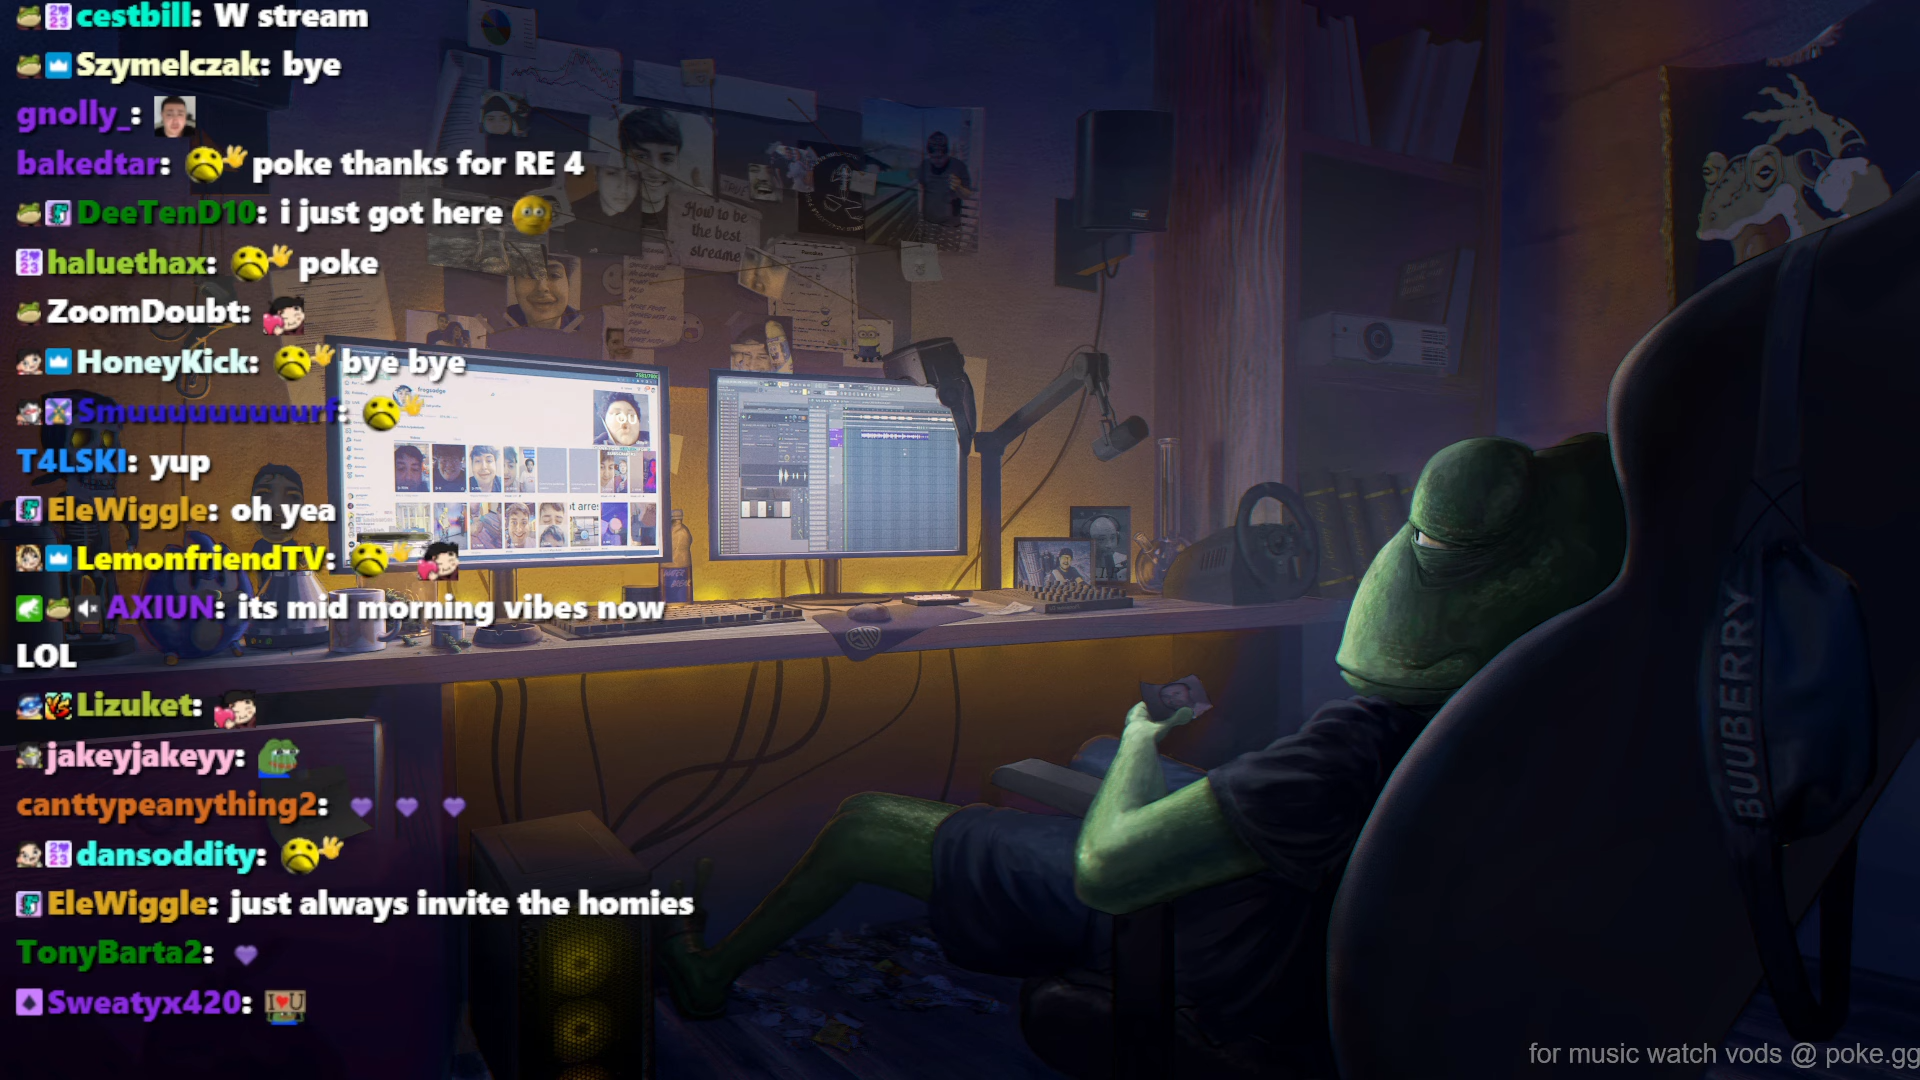 cestbill: W stream
Szymelczak: bye
gnolly_:
bakedtar: poke thanks for RE 4
DeeTenD10: i just got here
haluethax: poke
ZoomDoubt:
HoneyKick: bye bye
Smuuuuuuuuurf:
T4LSKI: yup
EleWiggle: oh yea
LemonfriendTV:
AXIUN: its mid morning vibes now
LOL
Lizuket:
jakeyjakeyy:
canttypeanything2:
dansoddity:
EleWiggle: just always invite the homies
TonyBarta2:
Sweatyx420: I♥U
How to be
the best
streame
BUUBERRY
for music watch vods @ poke.gg